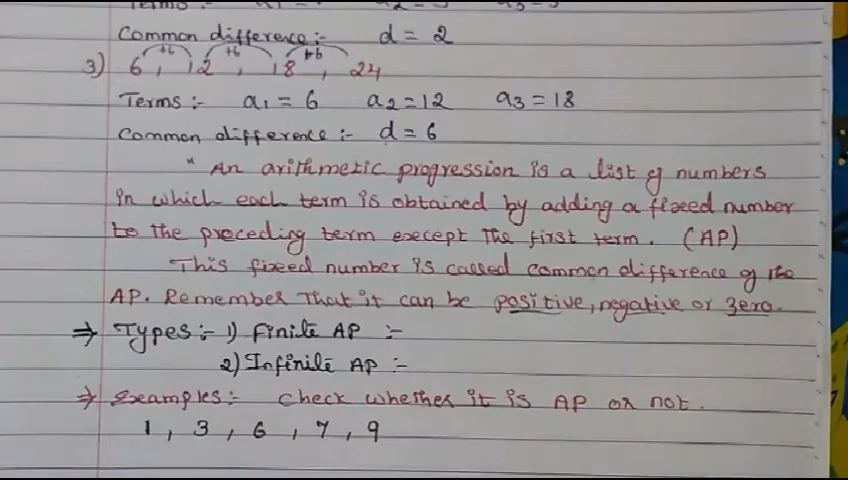 Common difference :- d = 2
+6 +6 +6
3) 6, 12, 18, 24
Terms :- a1 = 6 a2 = 12 a3 = 18
Common difference :- d = 6
" An arithmetic progression is a list of numbers
in which each term is obtained by adding a fixed number
to the preceding term except the first term. (AP)
This fixed number is called common difference of the
AP. Remember that it can be positive, negative or zero.
⇒ Types :- 1) Finite AP :-
2) Infinite AP :-
⇒ Examples :- check whether it is AP or not.
1, 3, 6, 7, 9